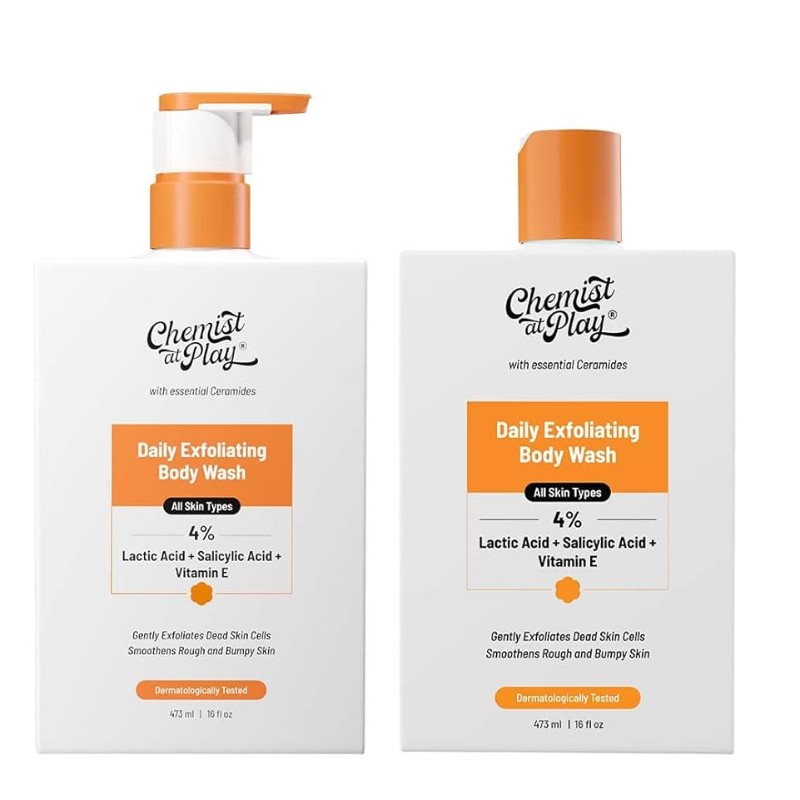 Chemist
at Play®
with essential Ceramides
Daily Exfoliating
Body Wash
All Skin Types
4%
Lactic Acid + Salicylic Acid +
Vitamin E
Gently Exfoliates Dead Skin Cells
Smoothens Rough and Bumpy Skin
Dermatologically Tested
473 ml | 16 fl oz
Chemist
at Play®
with essential Ceramides
Daily Exfoliating
Body Wash
All Skin Types
4%
Lactic Acid + Salicylic Acid +
Vitamin E
Gently Exfoliates Dead Skin Cells
Smoothens Rough and Bumpy Skin
Dermatologically Tested
473 ml | 16 fl oz